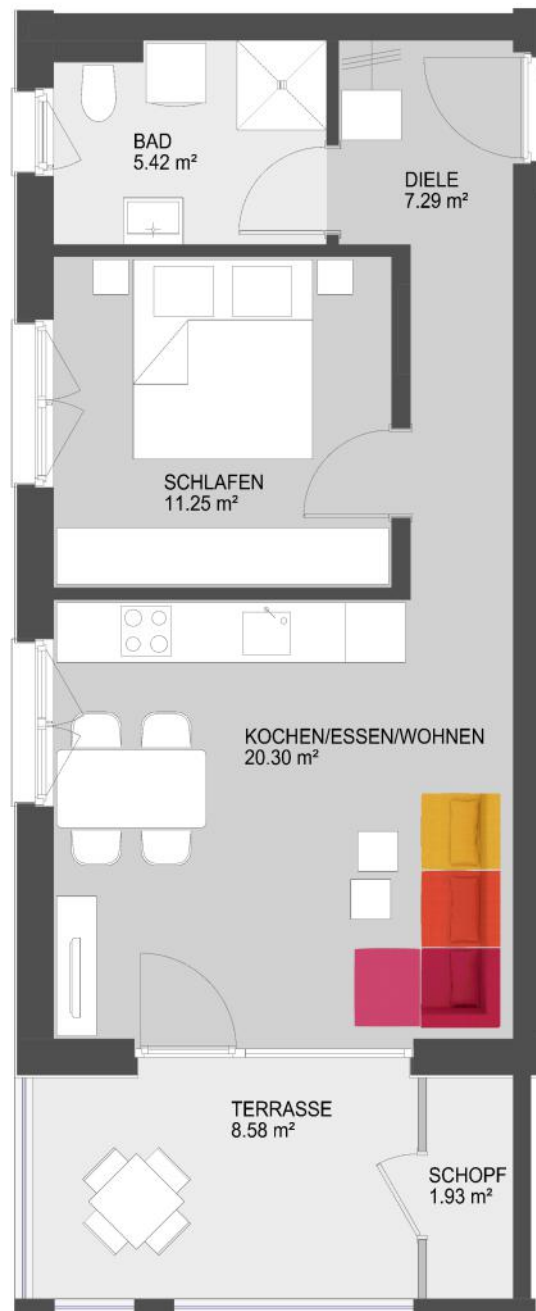 BAD
5.42 m²
DIELE
7.29 m²
SCHLAFEN
11.25 m²
KOCHEN/ESSEN/WOHNEN
20.30 m²
TERRASSE
8.58 m²
SCHOPF
1.93 m²